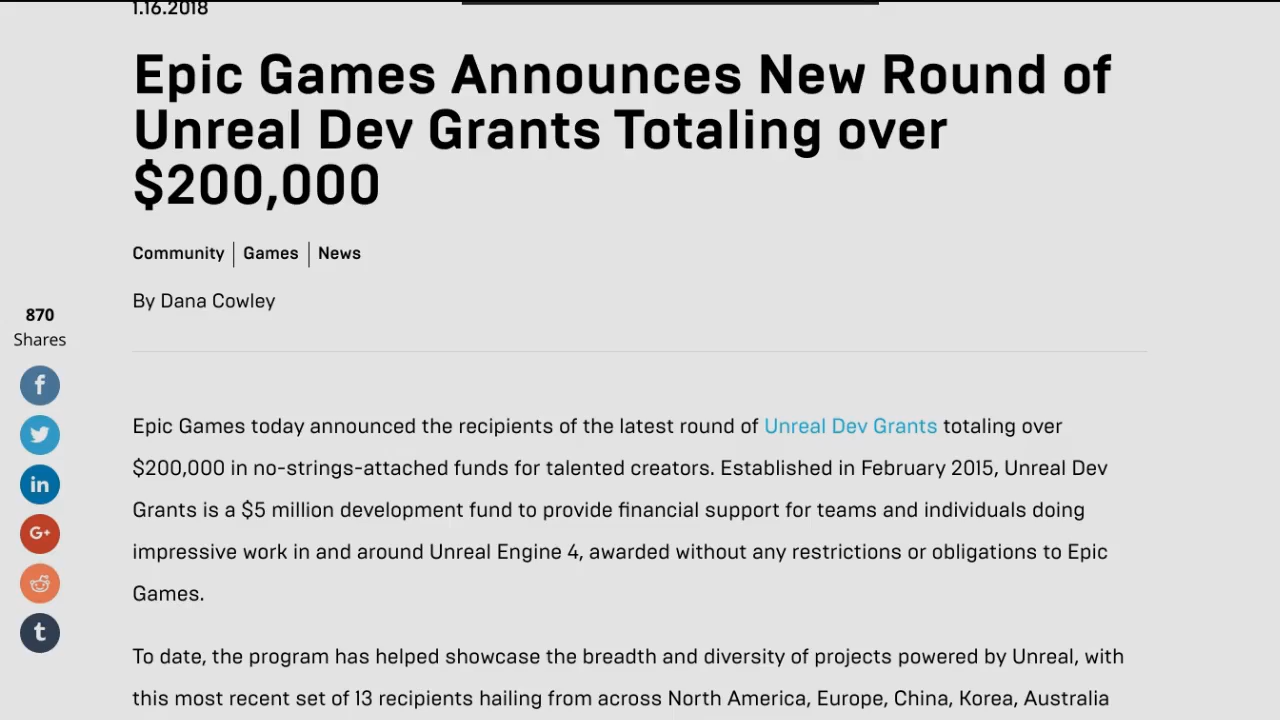 1.16.2018
Epic Games Announces New Round of
Unreal Dev Grants Totaling over
$200,000
Community | Games | News
By Dana Cowley
870
Shares
f
in
G+
t
Epic Games today announced the recipients of the latest round of Unreal Dev Grants totaling over
$200,000 in no-strings-attached funds for talented creators. Established in February 2015, Unreal Dev
Grants is a $5 million development fund to provide financial support for teams and individuals doing
impressive work in and around Unreal Engine 4, awarded without any restrictions or obligations to Epic
Games.
To date, the program has helped showcase the breadth and diversity of projects powered by Unreal, with
this most recent set of 13 recipients hailing from across North America, Europe, China, Korea, Australia